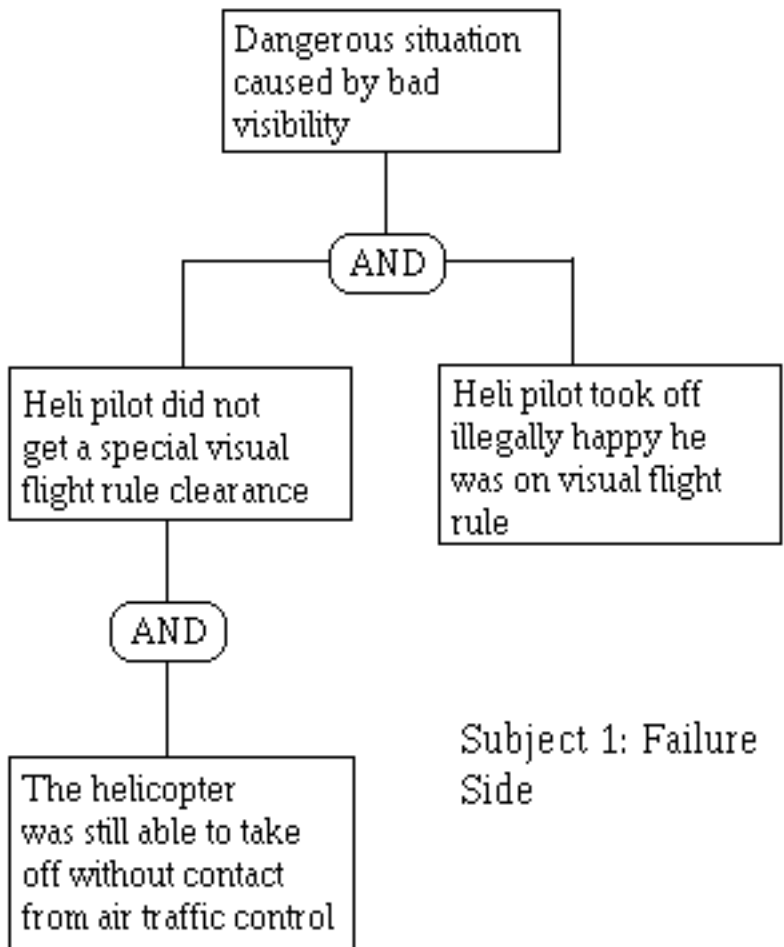 Dangerous situation
caused by bad
visibility
AND
Heli pilot did not
get a special visual
flight rule clearance
Heli pilot took off
illegally happy he
was on visual flight
rule
AND
The helicopter
was still able to take
off without contact
from air traffic control
Subject 1: Failure
Side